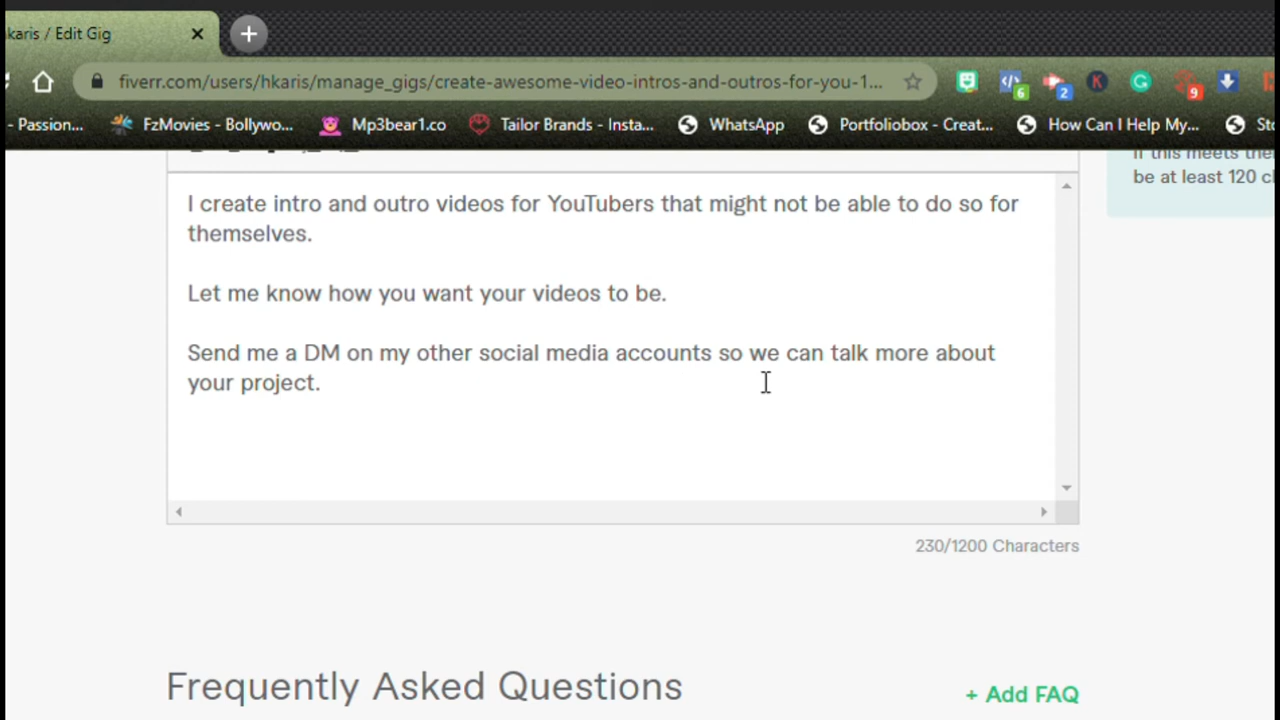 karis / Edit Gig
fiverr.com/users/hkaris/manage_gigs/create-awesome-video-intros-and-outros-for-you-1...
6
2
K
G
9
- Passion...
FzMovies - Bollywo...
Mp3bear1.co
Tailor Brands - Insta...
WhatsApp
Portfoliobox - Creat...
How Can I Help My...
be at least 120 c
I create intro and outro videos for YouTubers that might not be able to do so for
themselves.
Let me know how you want your videos to be.
Send me a DM on my other social media accounts so we can talk more about
your project.
230/1200 Characters
Frequently Asked Questions
+ Add FAQ